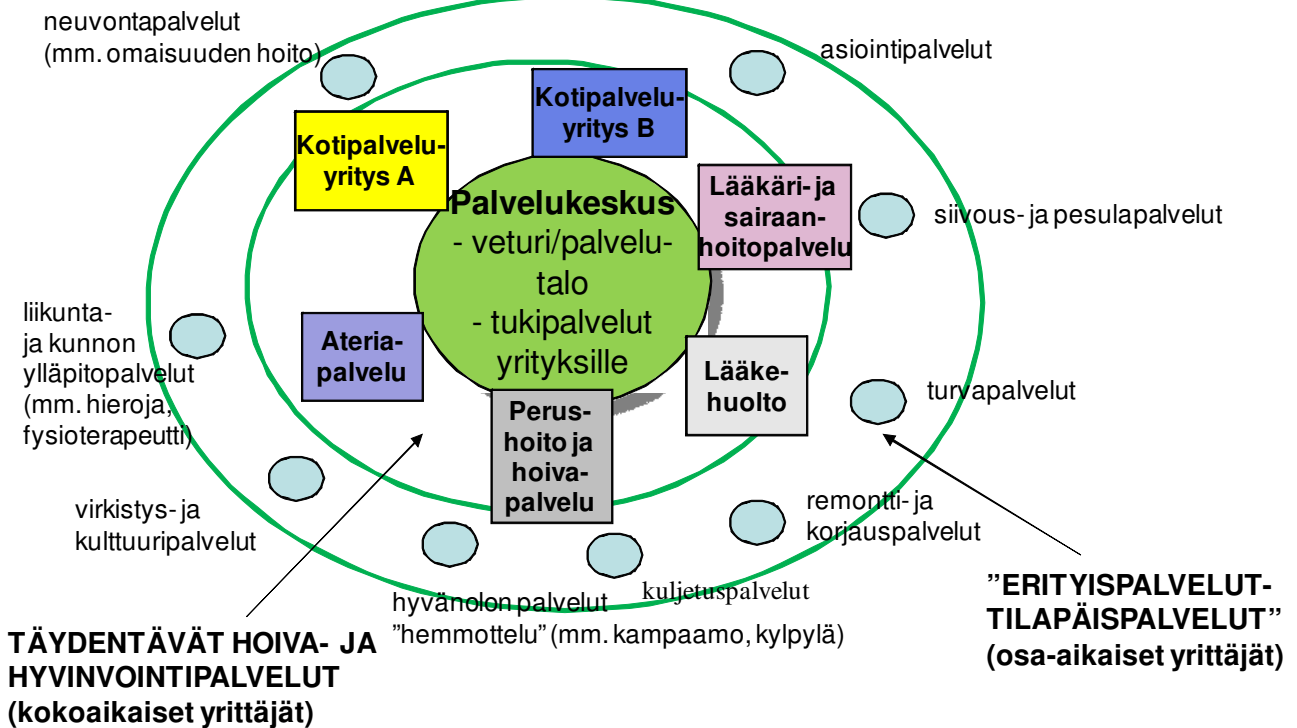 neuvontapalvelut
(mm. omaisuuden hoito)
asiointipalvelut
Kotipalvelu-
yritys B
Kotipalvelu-
yritys A
Lääkäri- ja
sairaan-
hoitopalvelu
Palvelukeskus
- veturi/palvelu-
talo
- tukipalvelut
yrityksille
siivous- ja pesulapalvelut
liikunta-
ja kunnon
ylläpitopalvelut
(mm. hieroja,
fysioterapeutti)
Ateria-
palvelu
Lääke-
huolto
turvapalvelut
Perus-
hoito ja
hoiva-
palvelu
virkistys- ja
kulttuuripalvelut
remontti- ja
korjauspalvelut
hyvänolon palvelut
"hemmottelu" (mm. kampaamo, kylpylä)
kuljetuspalvelut
TÄYDENTÄVÄT HOIVA- JA
HYVINVOINTIPALVELUT
(kokoaikaiset yrittäjät)
”ERITYISPALVELUT-
TILAPÄISPALVELUT”
(osa-aikaiset yrittäjät)